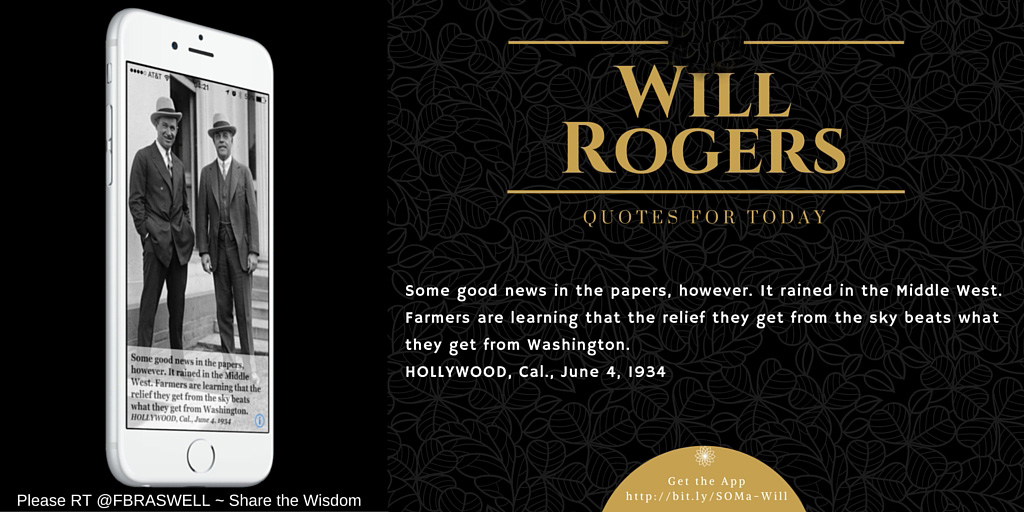 ●●●●○ AT&T
Some good news in the papers,
however. It rained in the Middle
West. Farmers are learning that the
relief they get from the sky beats
what they get from Washington.
HOLLYWOOD, Cal., June 4, 1934
Please RT @FBRASWELL ~ Share the Wisdom
WILL
ROGERS
QUOTES FOR TODAY
Some good news in the papers, however. It rained in the Middle West.
Farmers are learning that the relief they get from the sky beats what
they get from Washington.
HOLLYWOOD, Cal., June 4, 1934
Get the App
http://bit.ly/SOMa-Will